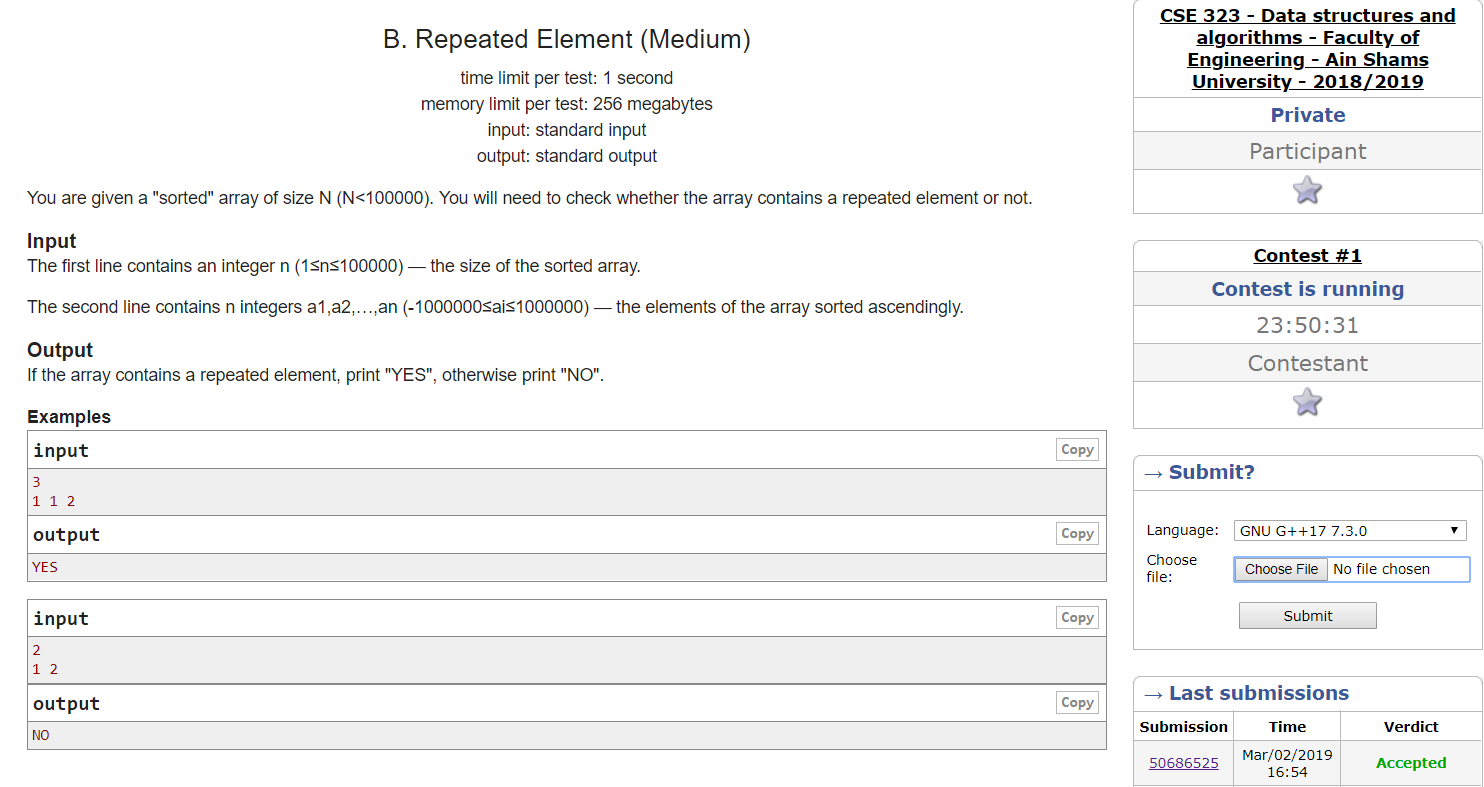 B. Repeated Element (Medium)
time limit per test: 1 second
memory limit per test: 256 megabytes
input: standard input
output: standard output
You are given a "sorted" array of size N (N<100000). You will need to check whether the array contains a repeated element or not.
Input
The first line contains an integer n (1≤n≤100000) — the size of the sorted array.
The second line contains n integers a1,a2,…,an (-1000000≤ai≤1000000) — the elements of the array sorted ascendingly.
Output
If the array contains a repeated element, print "YES", otherwise print "NO".
Examples
input
Copy
3
1 1 2
output
Copy
YES
input
Copy
2
1 2
output
Copy
NO
CSE 323 - Data structures and
algorithms - Faculty of
Engineering - Ain Shams
University - 2018/2019
Private
Participant
Contest #1
Contest is running
23:50:31
Contestant
→ Submit?
Language: GNU G++17 7.3.0
Choose
file:
Choose File No file chosen
Submit
→ Last submissions
Submission Time Verdict
50686525 Mar/02/2019
16:54 Accepted